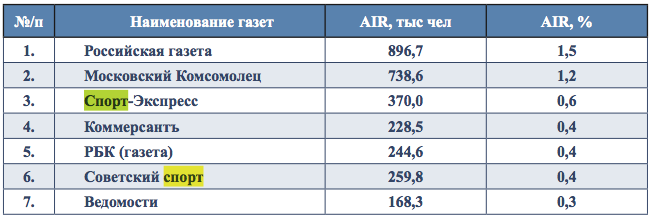 №/п Наименование газет AIR, тыс чел AIR, %
1. Российская газета 896,7 1,5
2. Московский Комсомолец 738,6 1,2
3. Спорт-Экспресс 370,0 0,6
4. Коммерсантъ 228,5 0,4
5. РБК (газета) 244,6 0,4
6. Советский спорт 259,8 0,4
7. Ведомости 168,3 0,3